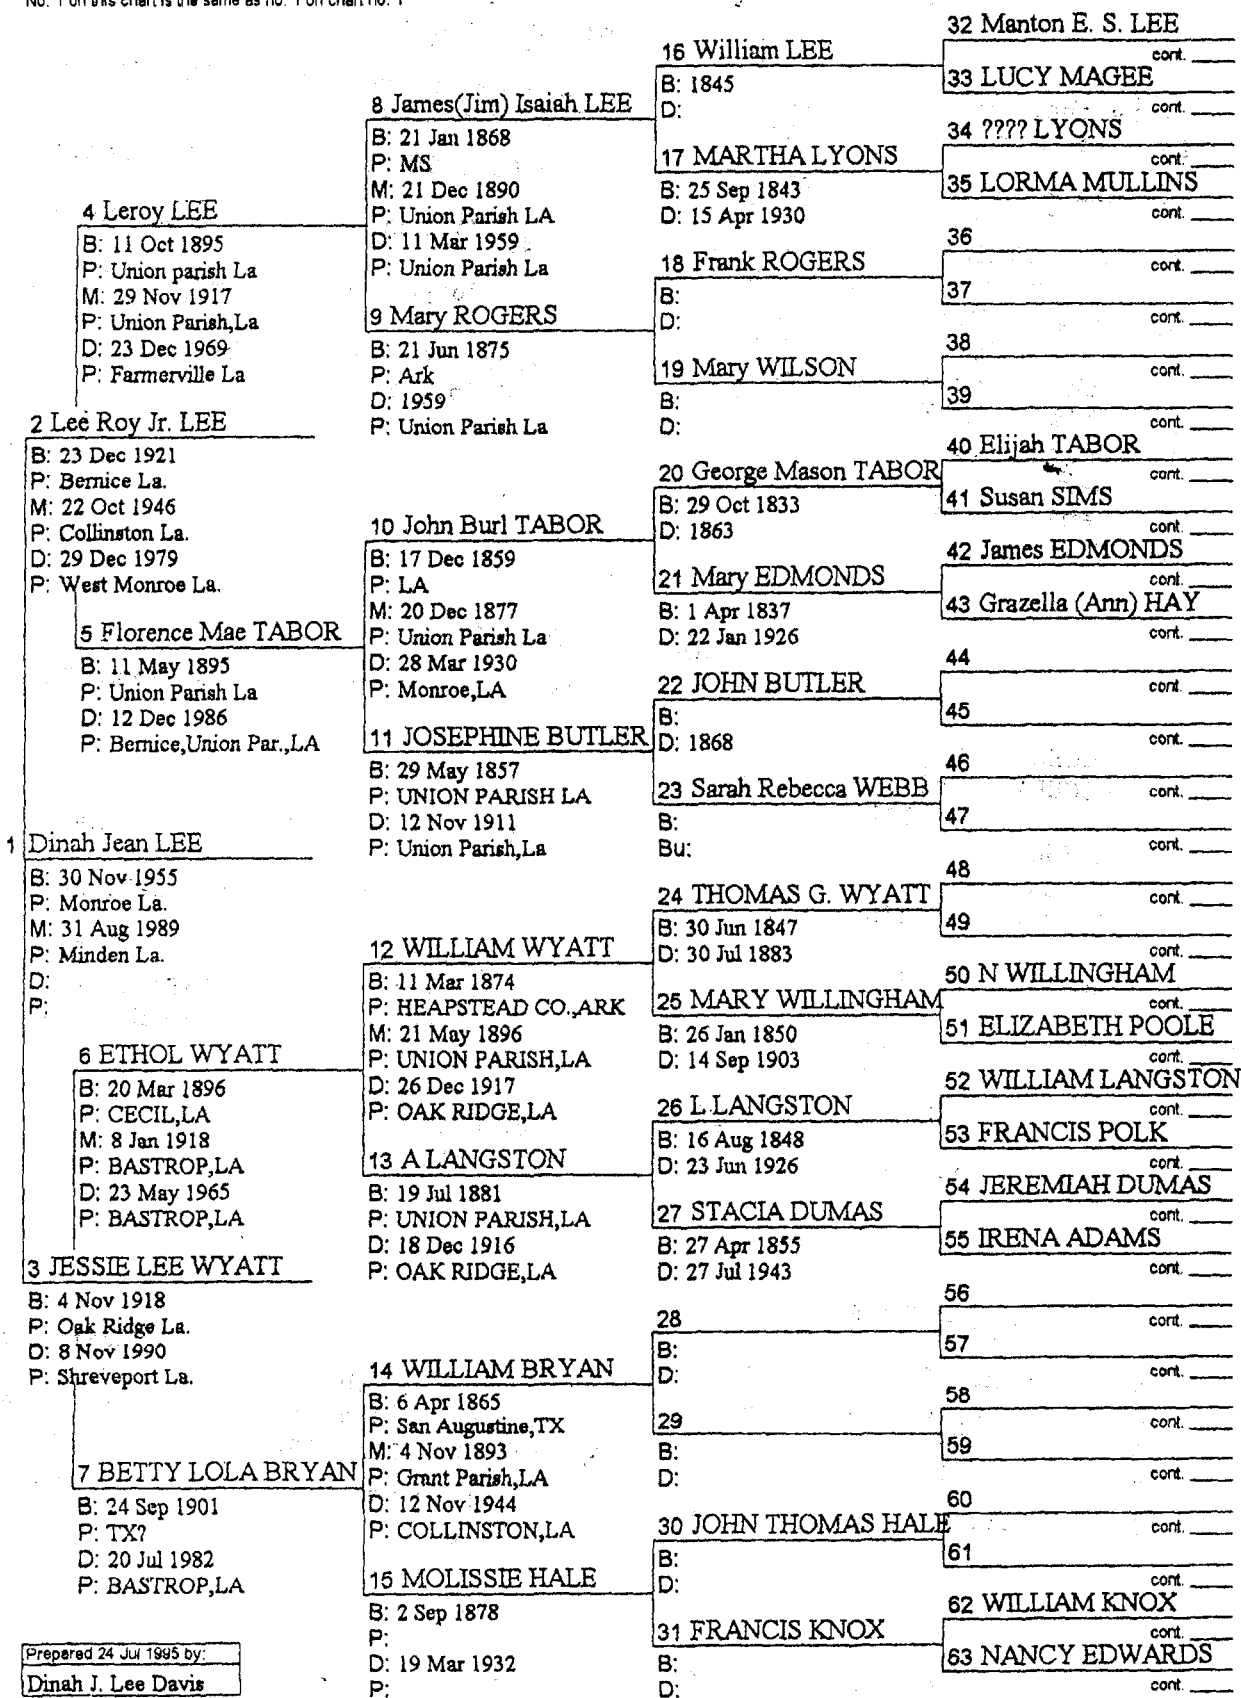 No. 1 on this chart is the same as no. 1 on chart no. 1
1 Dinah Jean LEE
B: 30 Nov 1955
P: Monroe La.
M: 31 Aug 1989
P: Minden La.
D:
P:
2 Lee Roy Jr. LEE
B: 23 Dec 1921
P: Bernice La.
M: 22 Oct 1946
P: Collinston La.
D: 29 Dec 1979
P: West Monroe La.
3 JESSIE LEE WYATT
B: 4 Nov 1918
P: Oak Ridge La.
D: 8 Nov 1990
P: Shreveport La.
4 Leroy LEE
B: 11 Oct 1895
P: Union parish La
M: 29 Nov 1917
P: Union Parish,La
D: 23 Dec 1969
P: Farmerville La
5 Florence Mae TABOR
B: 11 May 1895
P: Union Parish La
D: 12 Dec 1986
P: Bernice,Union Par.,LA
6 ETHOL WYATT
B: 20 Mar 1896
P: CECIL,LA
M: 8 Jan 1918
P: BASTROP,LA
D: 23 May 1965
P: BASTROP,LA
7 BETTY LOLA BRYAN
B: 24 Sep 1901
P: TX?
D: 20 Jul 1982
P: BASTROP,LA
8 James(Jim) Isaiah LEE
B: 21 Jan 1868
P: MS
M: 21 Dec 1890
P: Union Parish LA
D: 11 Mar 1959
P: Union Parish La
9 Mary ROGERS
B: 21 Jun 1875
P: Ark
D: 1959
P: Union Parish La
10 John Burl TABOR
B: 17 Dec 1859
P: LA
M: 20 Dec 1877
P: Union Parish La
D: 28 Mar 1930
P: Monroe,LA
11 JOSEPHINE BUTLER
B: 29 May 1857
P: UNION PARISH LA
D: 12 Nov 1911
P: Union Parish,La
12 WILLIAM WYATT
B: 11 Mar 1874
P: HEAPSTEAD CO.,ARK
M: 21 May 1896
P: UNION PARISH,LA
D: 26 Dec 1917
P: OAK RIDGE,LA
13 A LANGSTON
B: 19 Jul 1881
P: UNION PARISH,LA
D: 18 Dec 1916
P: OAK RIDGE,LA
14 WILLIAM BRYAN
B: 6 Apr 1865
P: San Augustine,TX
M: 4 Nov 1893
P: Grant Parish,LA
D: 12 Nov 1944
P: COLLINSTON,LA
15 MOLISSIE HALE
B: 2 Sep 1878
P:
D: 19 Mar 1932
P:
16 William LEE
B: 1845
D:
17 MARTHA LYONS
B: 25 Sep 1843
D: 15 Apr 1930
18 Frank ROGERS
B:
D:
19 Mary WILSON
B:
D:
20 George Mason TABOR
B: 29 Oct 1833
D: 1863
21 Mary EDMONDS
B: 1 Apr 1837
D: 22 Jan 1926
22 JOHN BUTLER
B:
D: 1868
23 Sarah Rebecca WEBB
B:
Bu:
24 THOMAS G. WYATT
B: 30 Jun 1847
D: 30 Jul 1883
25 MARY WILLINGHAM
B: 26 Jan 1850
D: 14 Sep 1903
26 L LANGSTON
B: 16 Aug 1848
D: 23 Jun 1926
27 STACIA DUMAS
B: 27 Apr 1855
D: 27 Jul 1943
28
B:
D:
29
B:
D:
30 JOHN THOMAS HALE
B:
D:
31 FRANCIS KNOX
B:
D:
32 Manton E. S. LEE
cont.
33 LUCY MAGEE
cont.
34 ???? LYONS
cont.
35 LORMA MULLINS
cont.
36
cont.
37
cont.
38
cont.
39
cont.
40 Elijah TABOR
cont.
41 Susan SIMS
cont.
42 James EDMONDS
cont.
43 Grazella (Ann) HAY
cont.
44
cont.
45
cont.
46
cont.
47
cont.
48
cont.
49
cont.
50 N WILLINGHAM
cont.
51 ELIZABETH POOLE
cont.
52 WILLIAM LANGSTON
cont.
53 FRANCIS POLK
cont.
54 JEREMIAH DUMAS
cont.
55 IRENA ADAMS
cont.
56
cont.
57
cont.
58
cont.
59
cont.
60
cont.
61
cont.
62 WILLIAM KNOX
cont.
63 NANCY EDWARDS
cont.
Prepared 24 Jul 1995 by:
Dinah J. Lee Davis